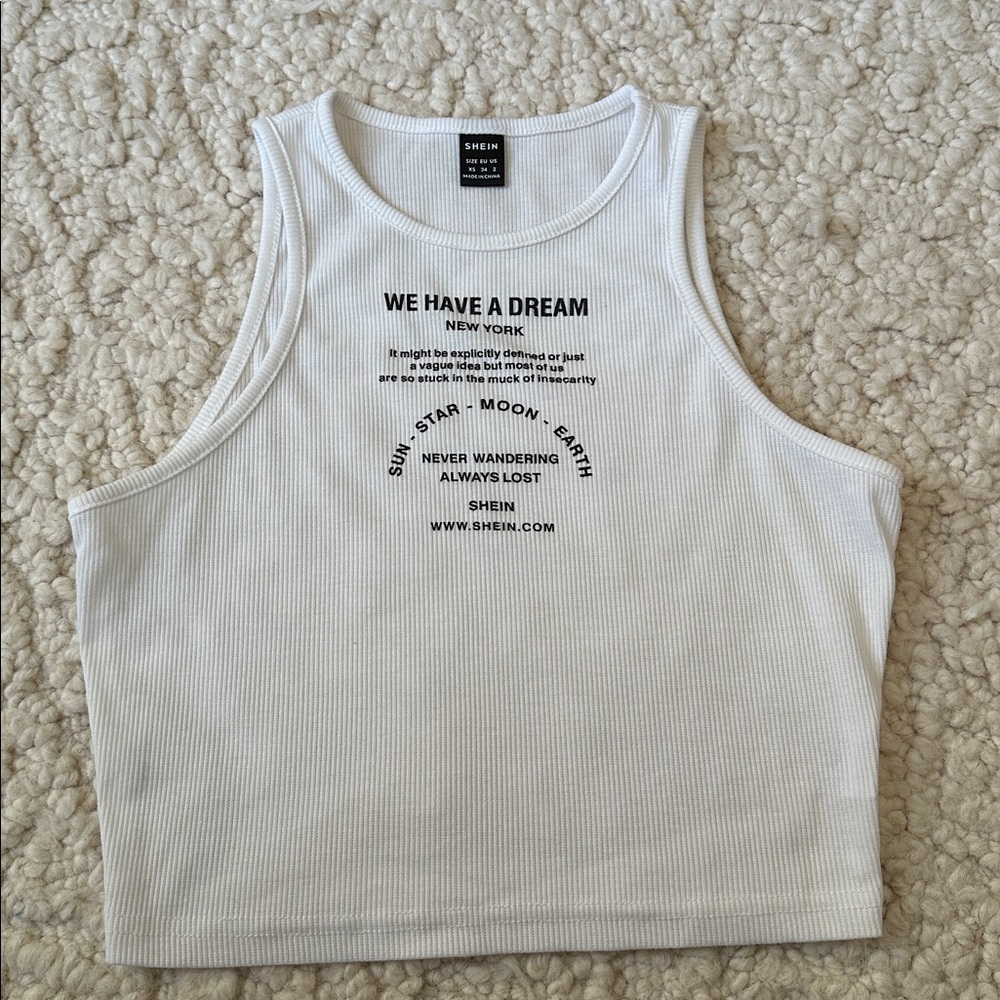 SHEIN
SIZE EU US
XS 34 2
MADE IN CHINA
WE HAVE A DREAM
NEW YORK
It might be explicitly defined or just
a vague idea but most of us
are so stuck in the muck of insecarity
SUN - STAR - MOON - EARTH
NEVER WANDERING
ALWAYS LOST
SHEIN
WWW.SHEIN.COM